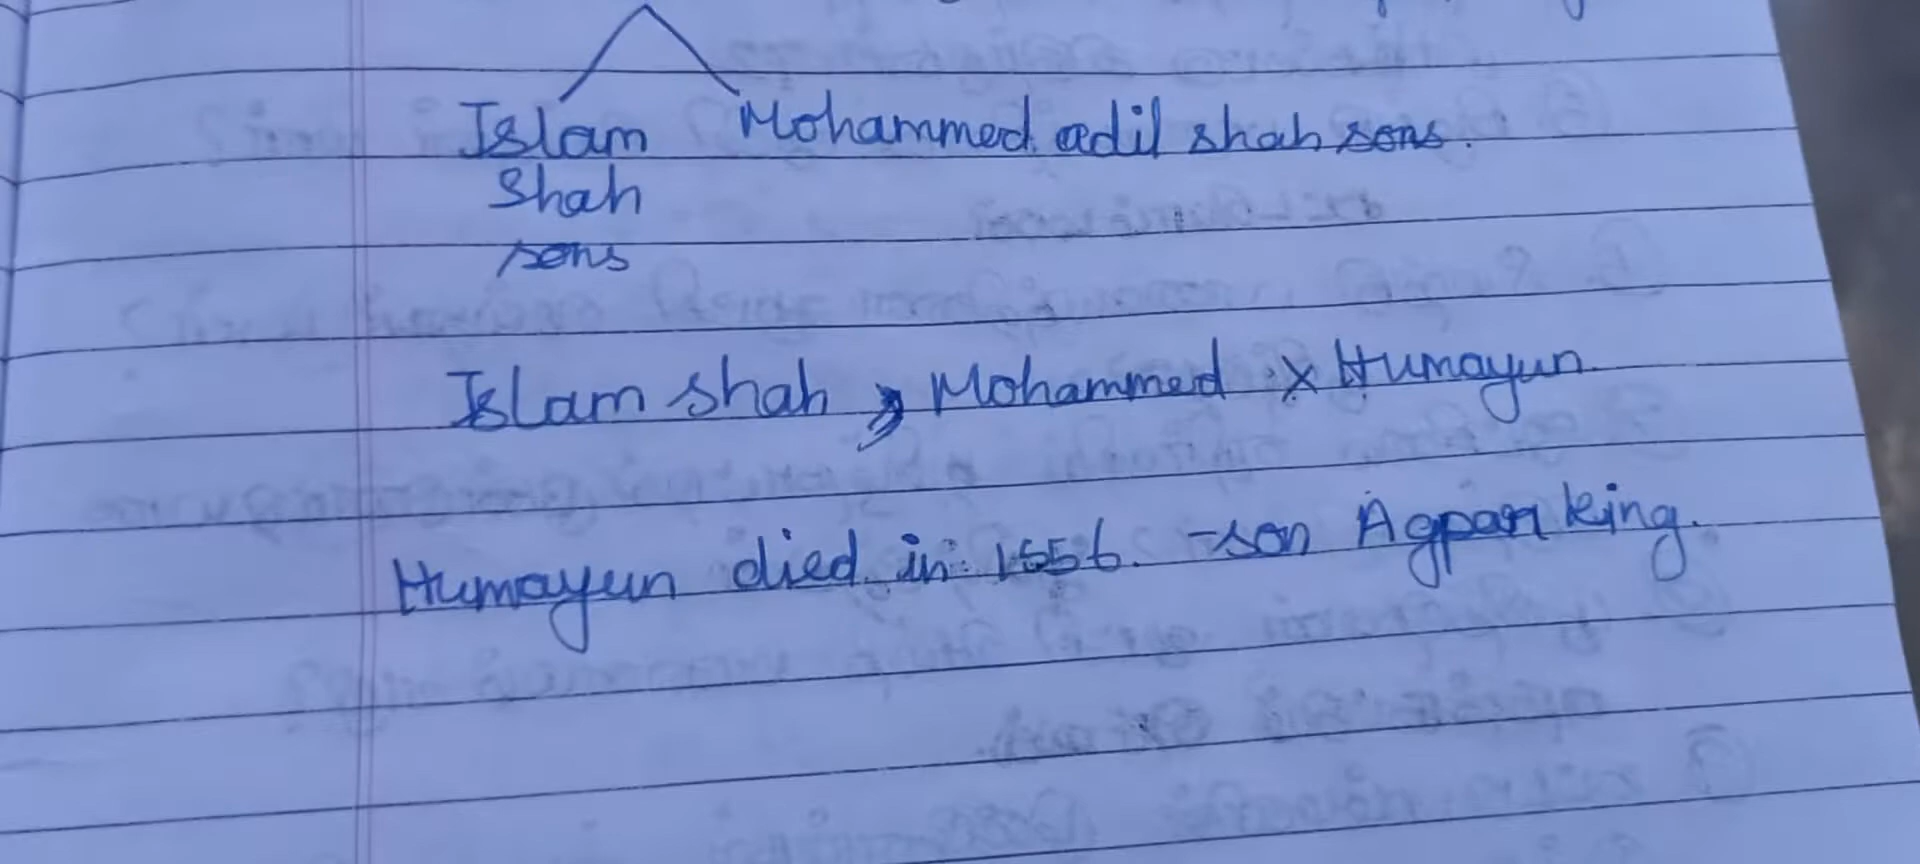 Islam Mohammed adil shah sons.
Shah
sons
Islam shah , Mohammed x Humayun.
Humayun died in 1556. - son Agpar king.